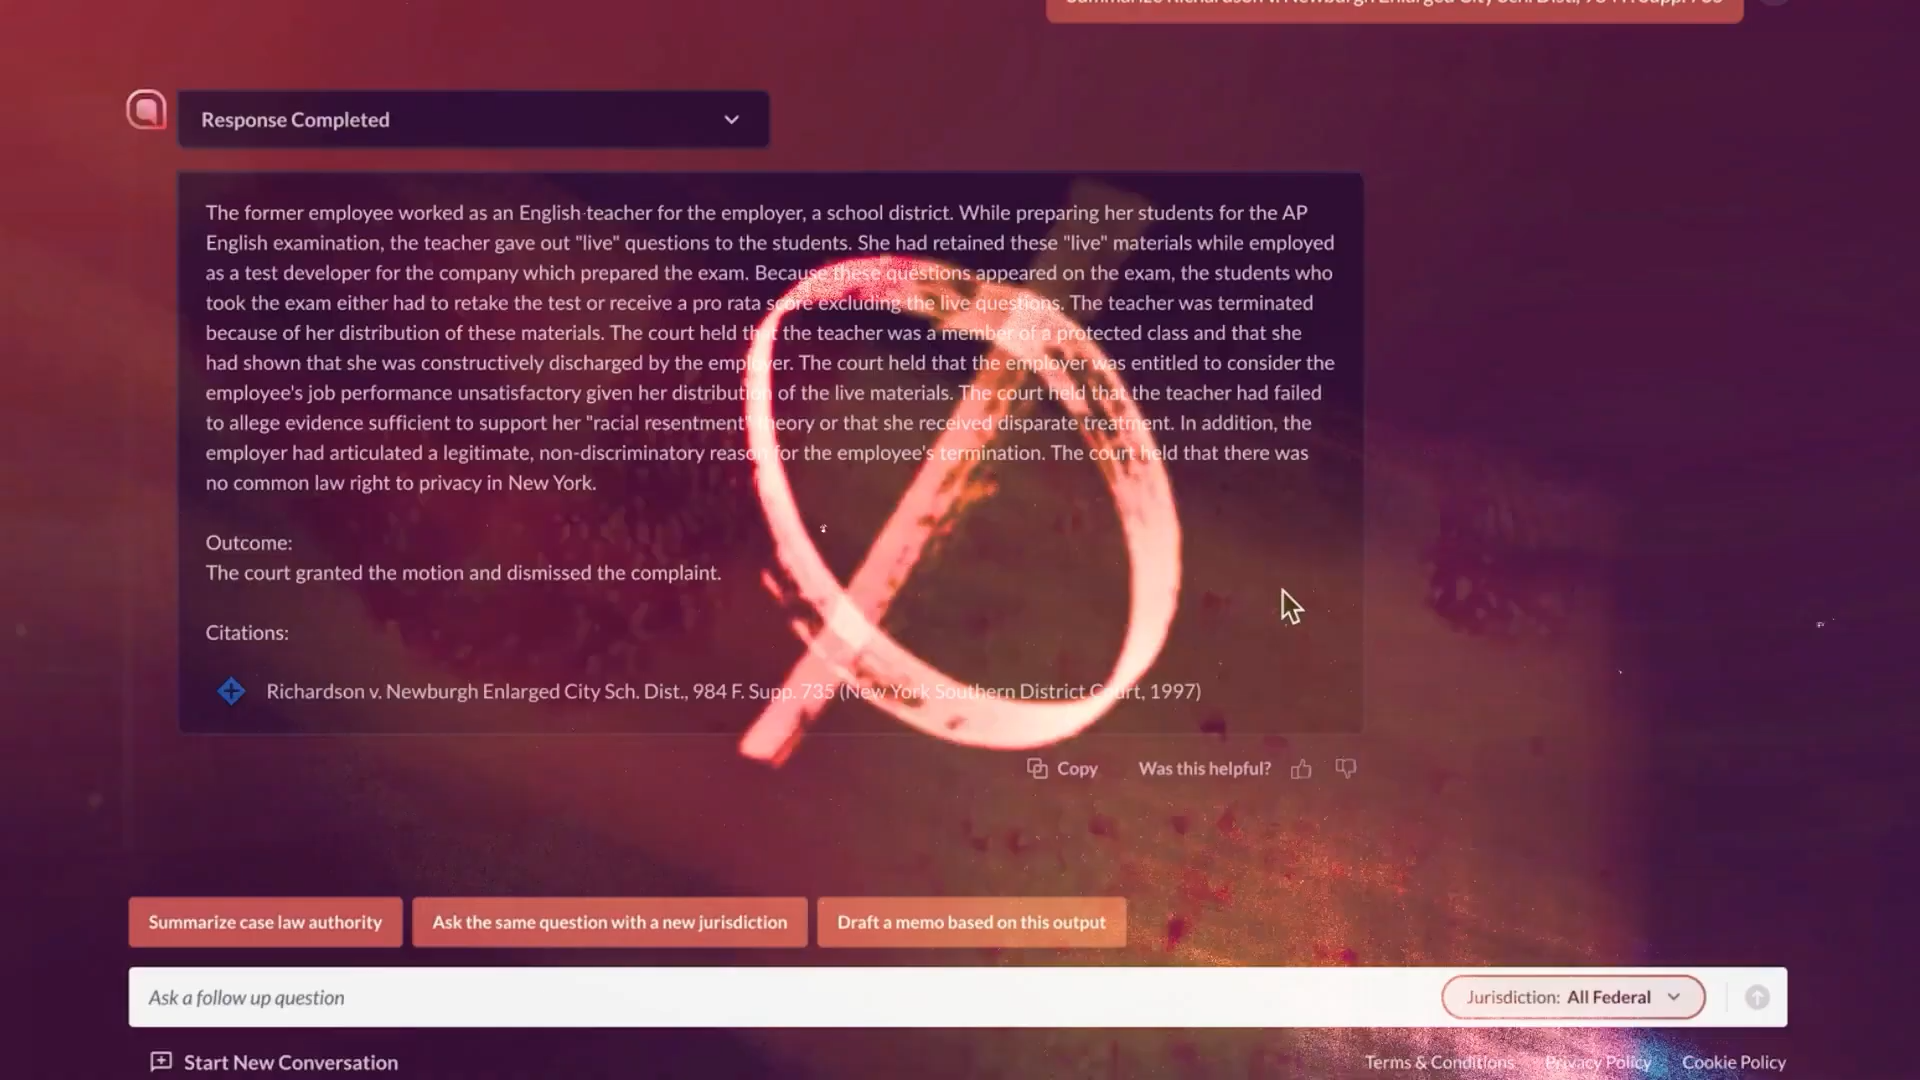 Summarize Richardson v. Newburgh Enlarged City Sch. Dist., 984 F. Supp. 735
Response Completed
The former employee worked as an English teacher for the employer, a school district. While preparing her students for the AP
English examination, the teacher gave out "live" questions to the students. She had retained these "live" materials while employed
as a test developer for the company which prepared the exam. Because these questions appeared on the exam, the students who
took the exam either had to retake the test or receive a pro rata score excluding the live questions. The teacher was terminated
because of her distribution of these materials. The court held that the teacher was a member of a protected class and that she
had shown that she was constructively discharged by the employer. The court held that the employer was entitled to consider the
employee's job performance unsatisfactory given her distribution of the live materials. The court held that the teacher had failed
to allege evidence sufficient to support her "racial resentment" theory or that she received disparate treatment. In addition, the
employer had articulated a legitimate, non-discriminatory reason for the employee's termination. The court held that there was
no common law right to privacy in New York.
Outcome:
The court granted the motion and dismissed the complaint.
Citations:
Richardson v. Newburgh Enlarged City Sch. Dist., 984 F. Supp. 735 (New York Southern District Court, 1997)
Copy Was this helpful?
Summarize case law authority Ask the same question with a new jurisdiction Draft a memo based on this output
Ask a follow up question Jurisdiction: All Federal
Start New Conversation Terms & Conditions Privacy Policy Cookie Policy